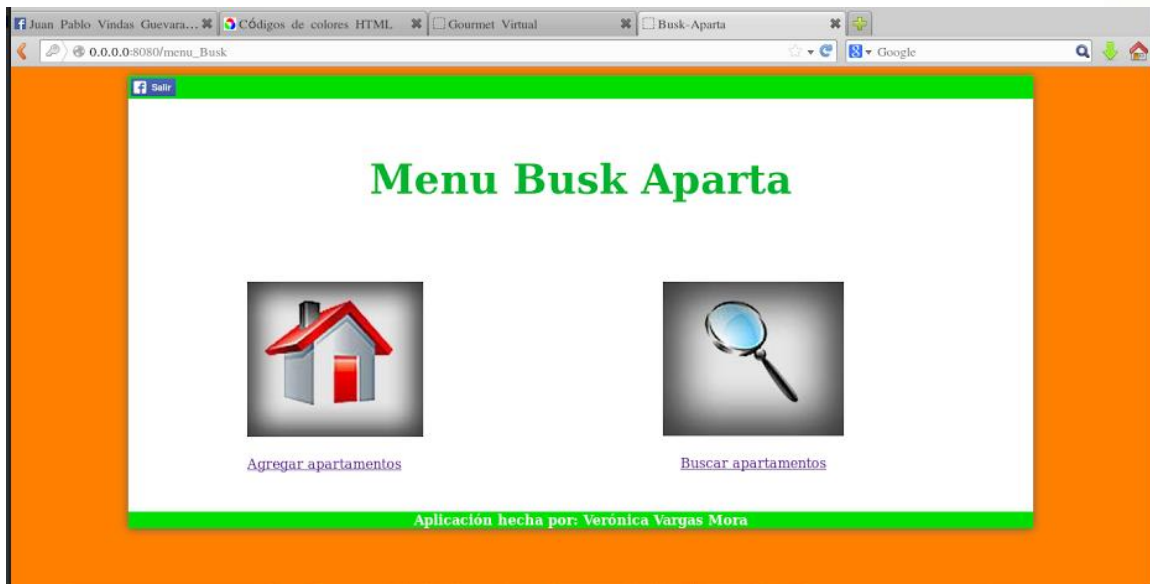 Juan Pablo Vindas Guevara... Códigos de colores HTML Gourmet Virtual Busk-Aparta
0.0.0.0:8080/menu_Busk Google
Salir
Menu Busk Aparta
Agregar apartamentos Buscar apartamentos
Aplicación hecha por: Verónica Vargas Mora